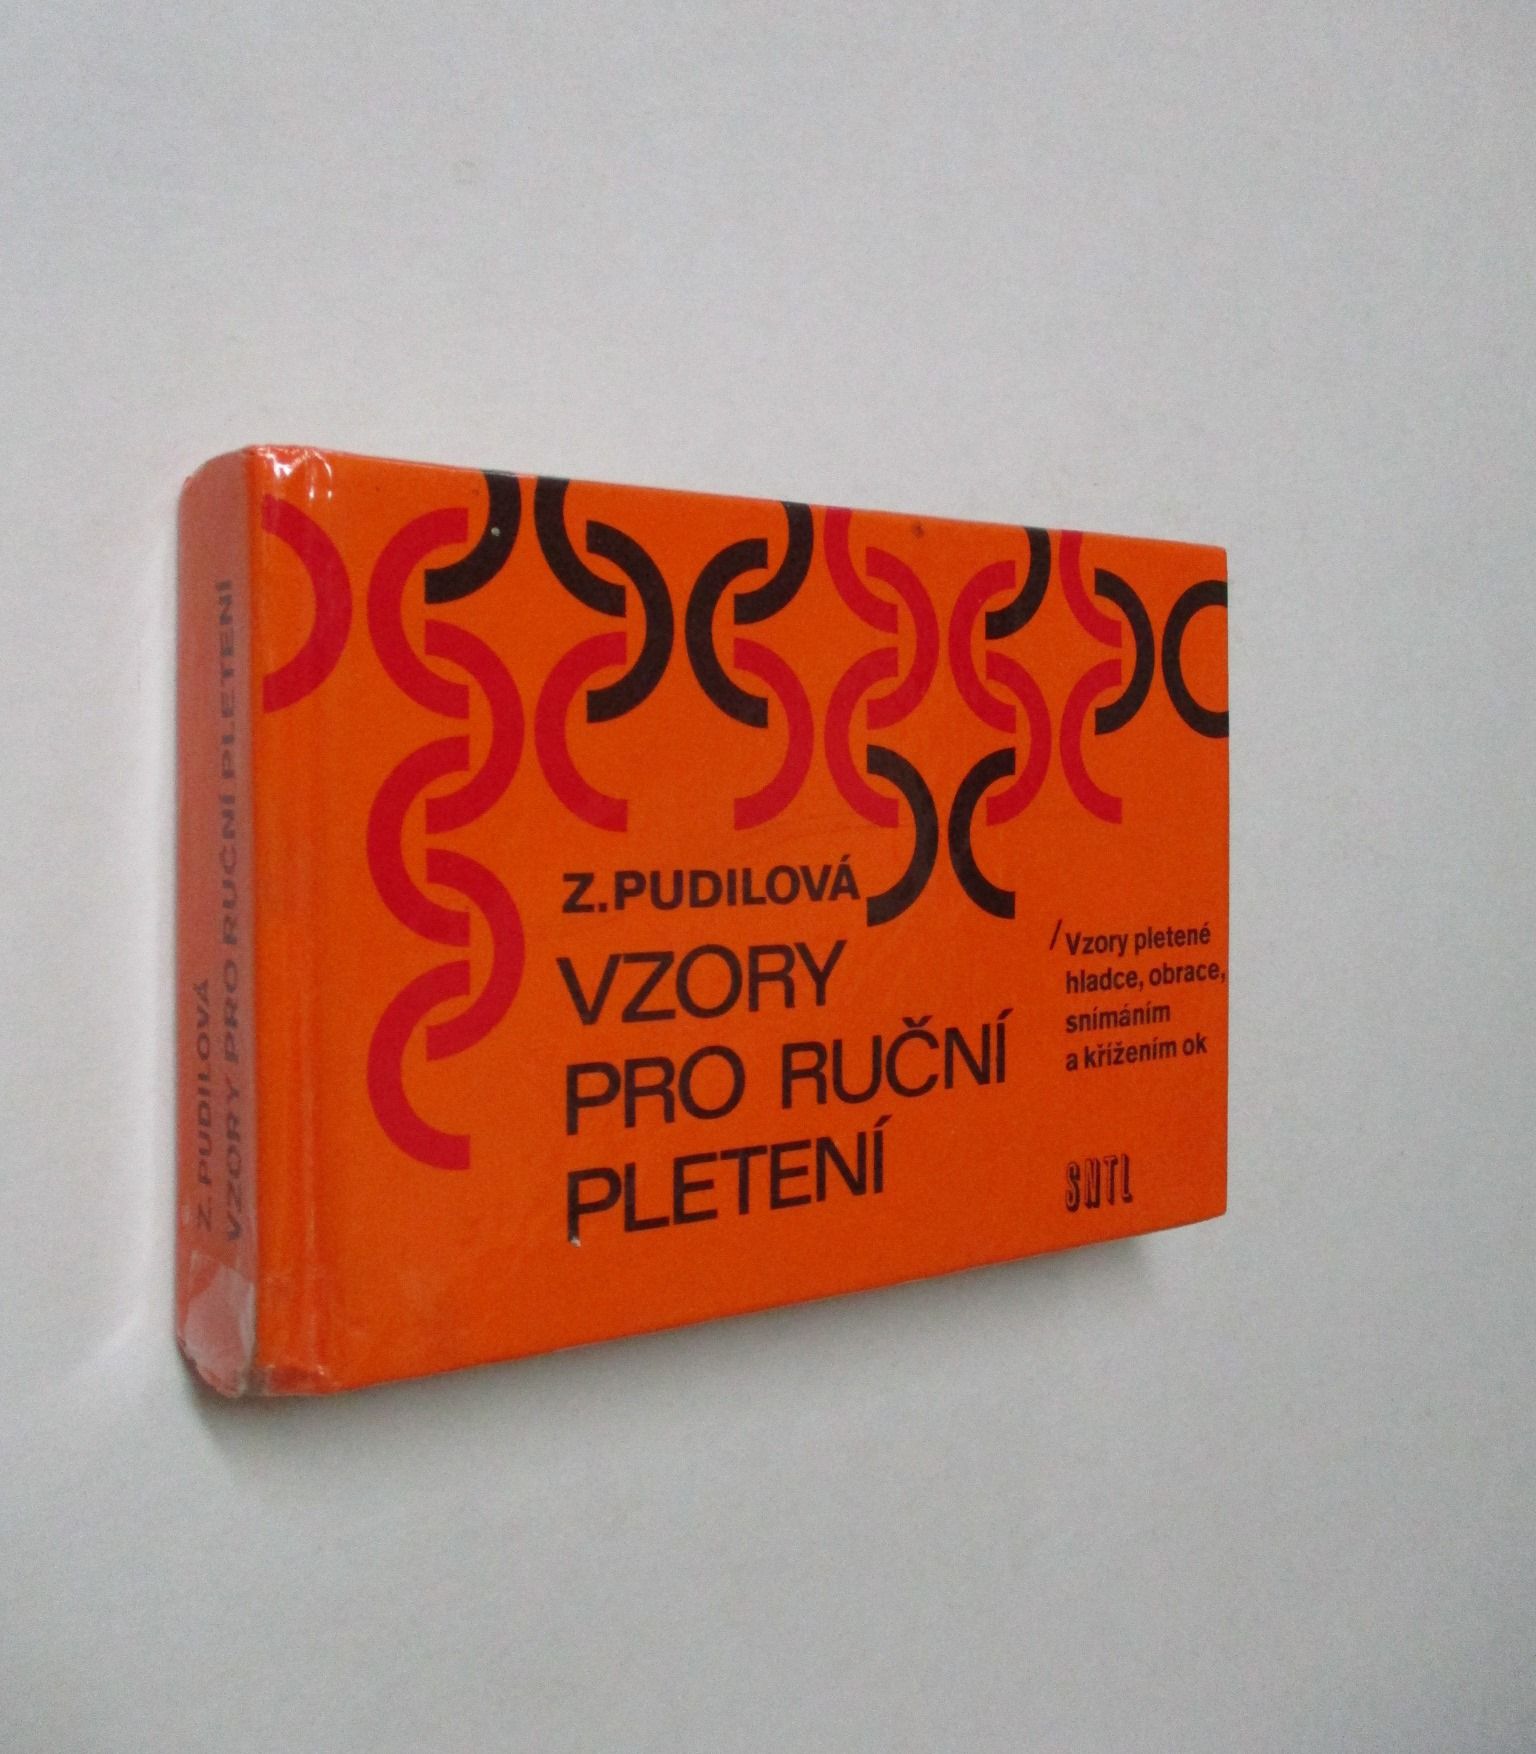 Z. PUDILOVÁ
VZORY PRO RUČNÍ PLETENÍ
Z. PUDILOVÁ
VZORY
PRO RUČNÍ
PLETENÍ
/Vzory pletené
hladce, obrace,
snímáním
a křížením ok
SNTL